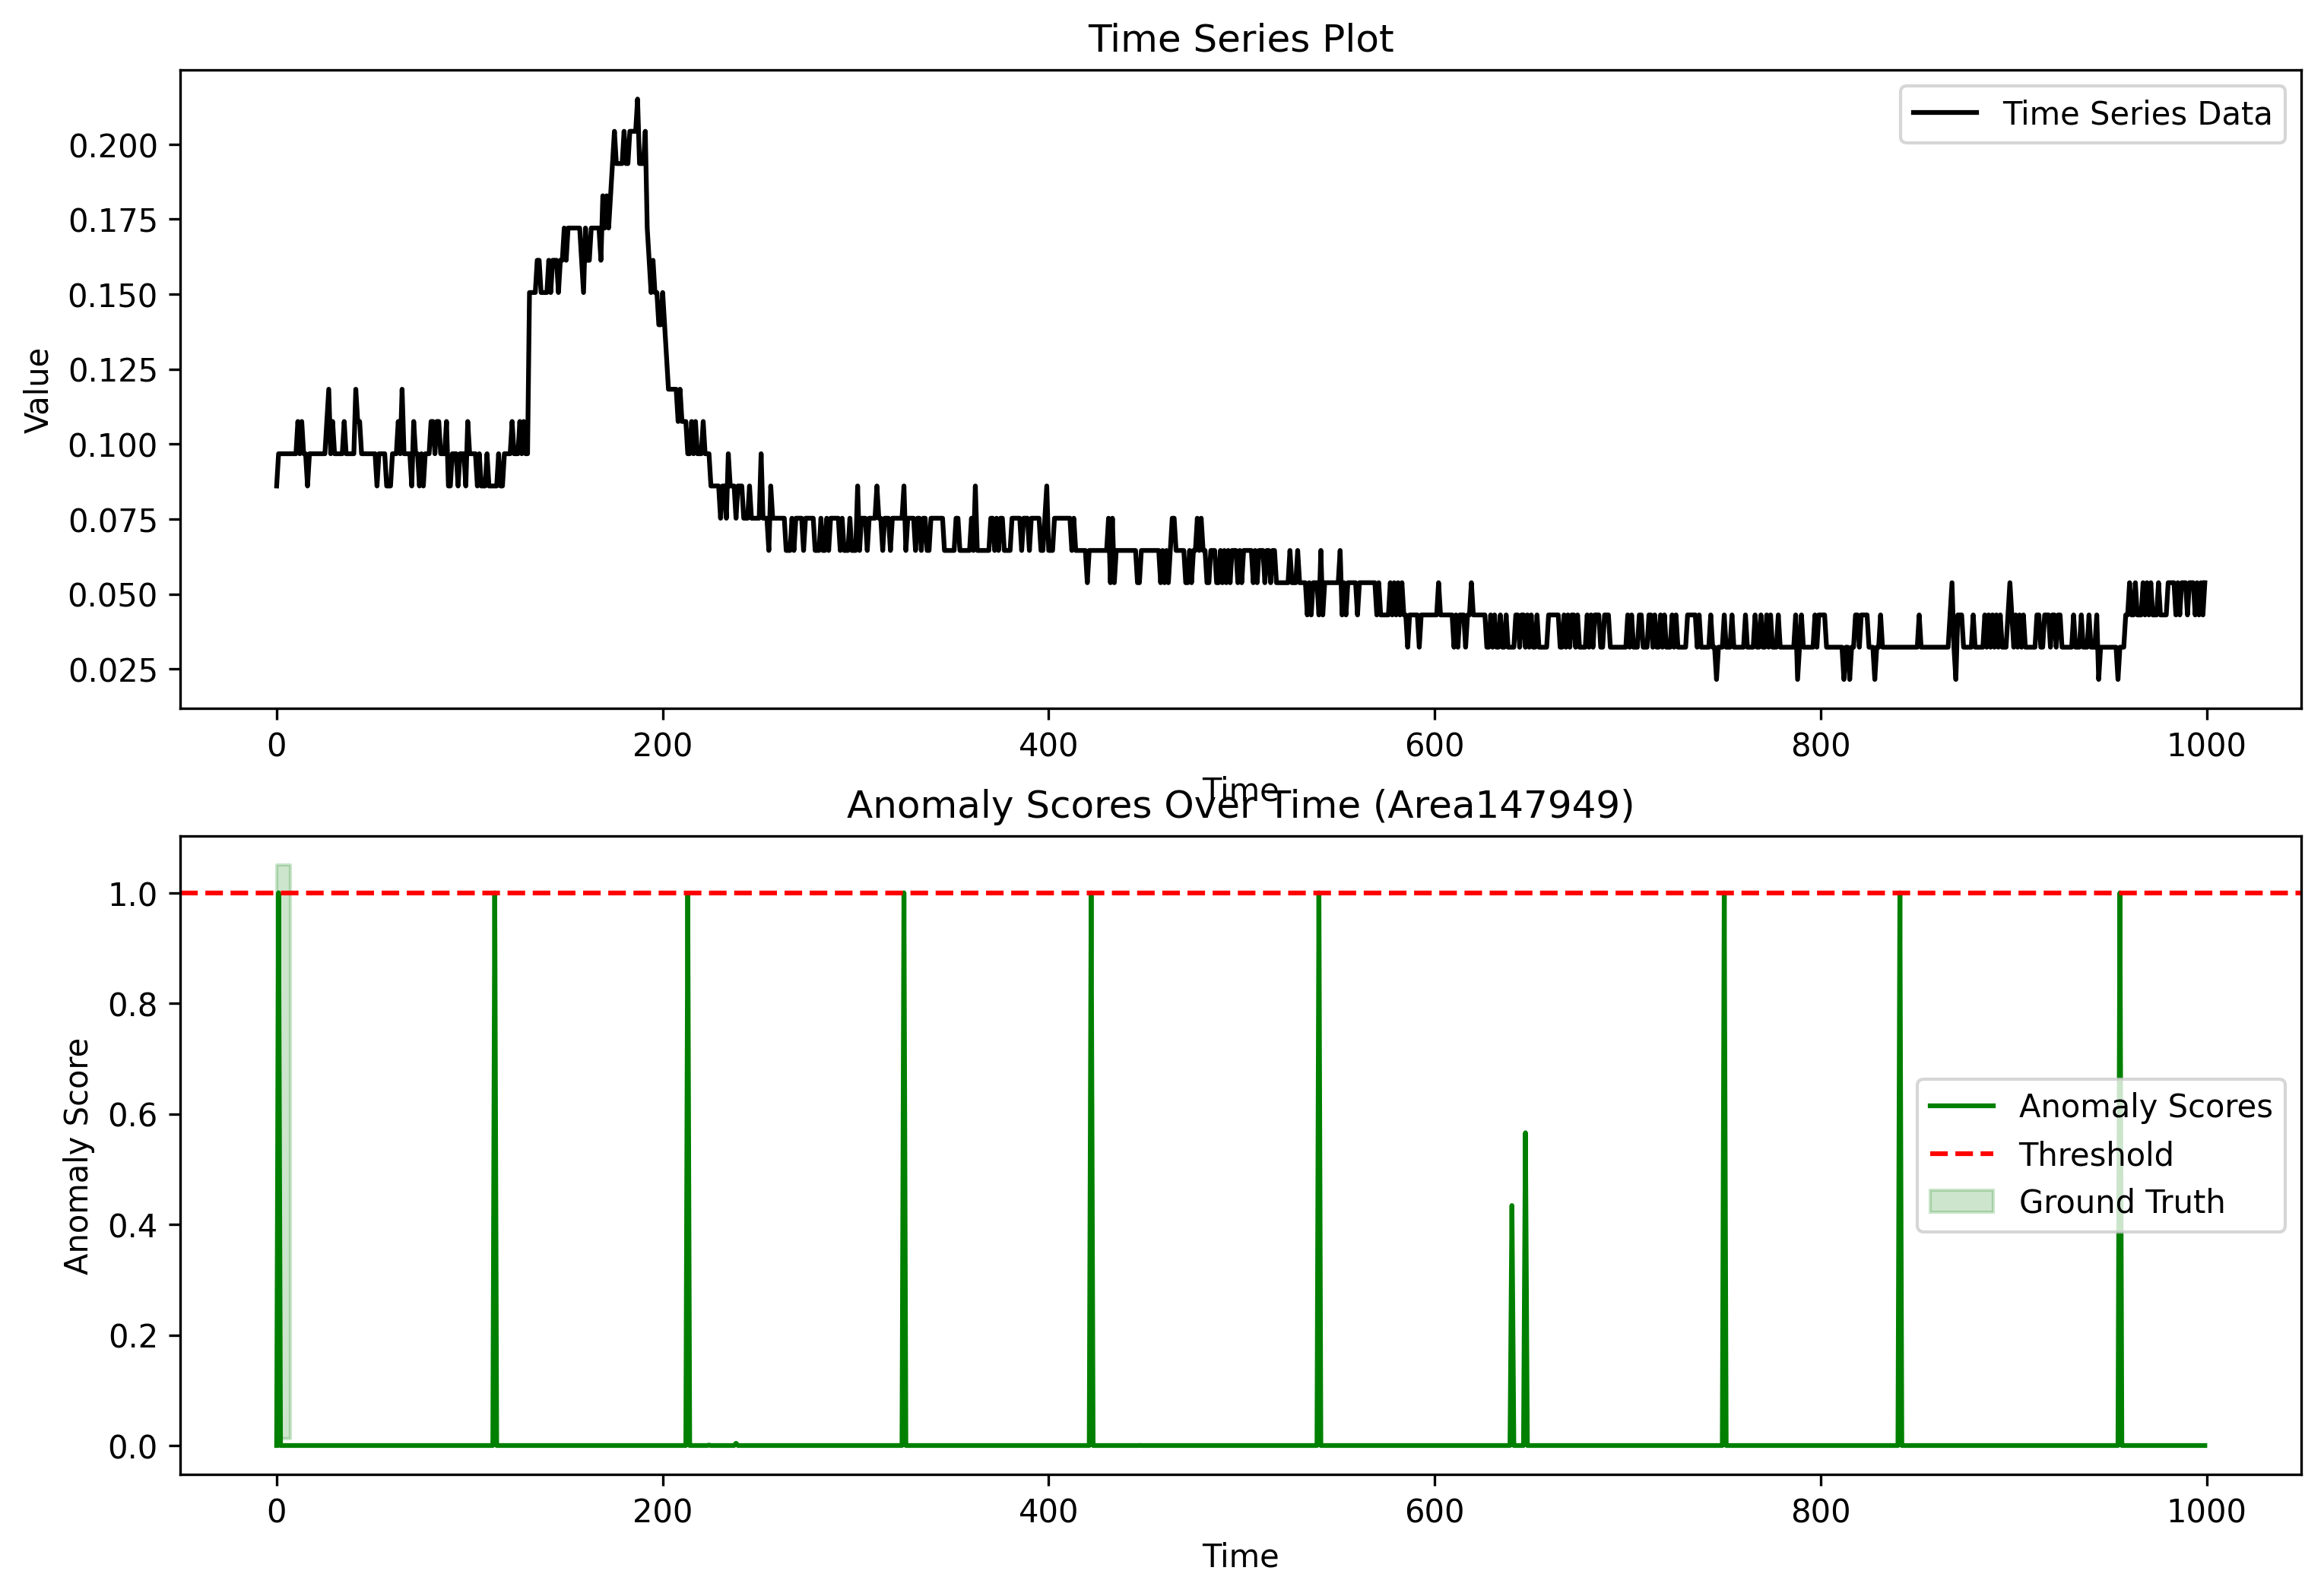 Time Series Plot
Time Series Data
Value
0.200
0.175
0.150
0.125
0.100
0.075
0.050
0.025
0 200 400 600 800 1000
Time
Anomaly Scores Over Time (Area147949)
Anomaly Score
1.0
0.8
0.6
0.4
0.2
0.0
Anomaly Scores
Threshold
Ground Truth
0 200 400 600 800 1000
Time